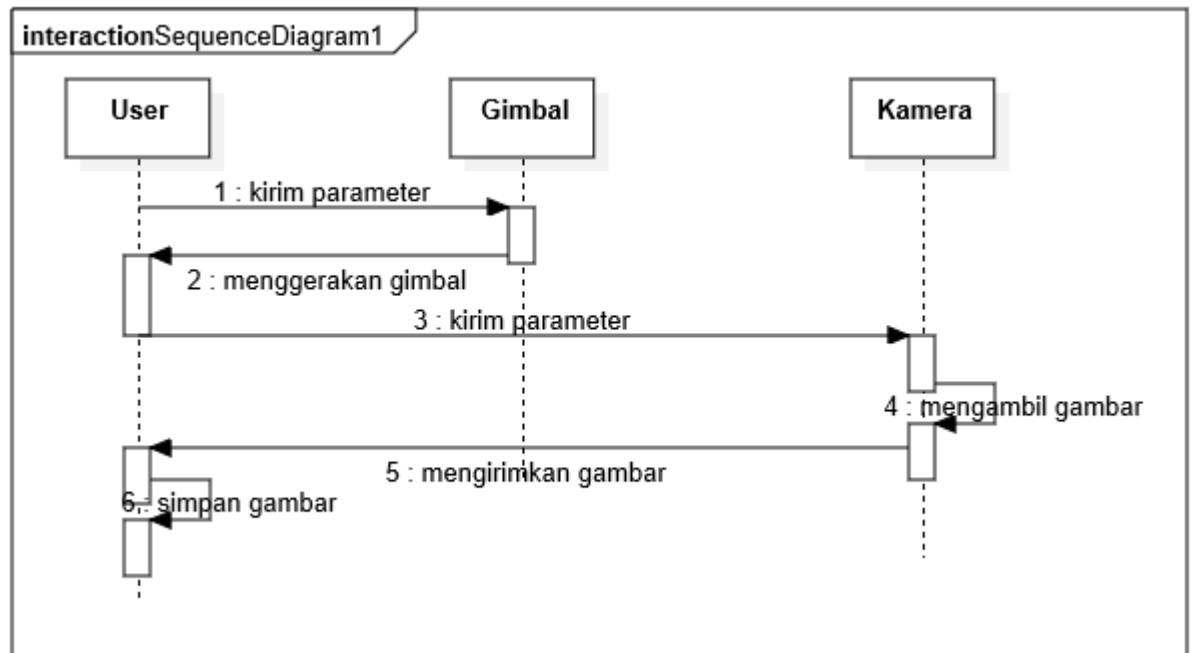 interactionSequenceDiagram1
User
Gimbal
Kamera
1 : kirim parameter
2 : menggerakan gimbal
3 : kirim parameter
4 : mengambil gambar
5 : mengirimkan gambar
6 : simpan gambar